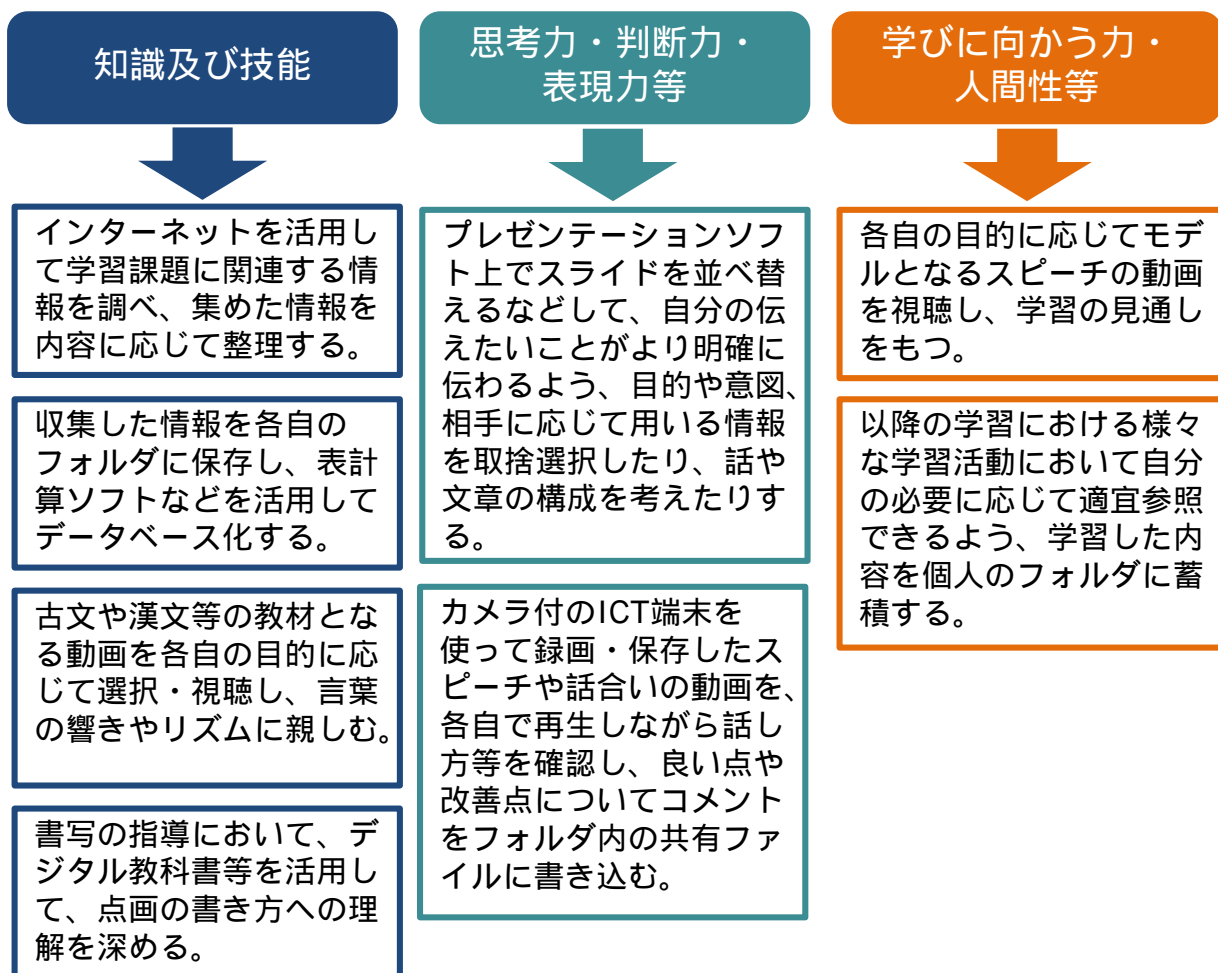 知識及び技能
インターネットを活用し
て学習課題に関連する情
報を調べ、集めた情報を
内容に応じて整理する。
収集した情報を各自の
フォルダに保存し、表計
算ソフトなどを活用して
データベース化する。
古文や漢文等の教材とな
る動画を各自の目的に応
じて選択・視聴し、言葉
の響きやリズムに親しむ。
書写の指導において、デ
ジタル教科書等を活用し
て、点画の書き方への理
解を深める。
思考力・判断力・
表現力等
プレゼンテーションソフ
ト上でスライドを並べ替
えるなどして、自分の伝
えたいことがより明確に
伝わるよう、目的や意図、
相手に応じて用いる情報
を取捨選択したり、話や
文章の構成を考えたりす
る。
カメラ付のICT端末を
使って録画・保存したス
ピーチや話合いの動画を、
各自で再生しながら話し
方等を確認し、良い点や
改善点についてコメント
をフォルダ内の共有ファ
イルに書き込む。
学びに向かう力・
人間性等
各自の目的に応じてモデ
ルとなるスピーチの動画
を視聴し、学習の見通し
をもつ。
以降の学習における様々
な学習活動において自分
の必要に応じて適宜参照
できるよう、学習した内
容を個人のフォルダに蓄
積する。